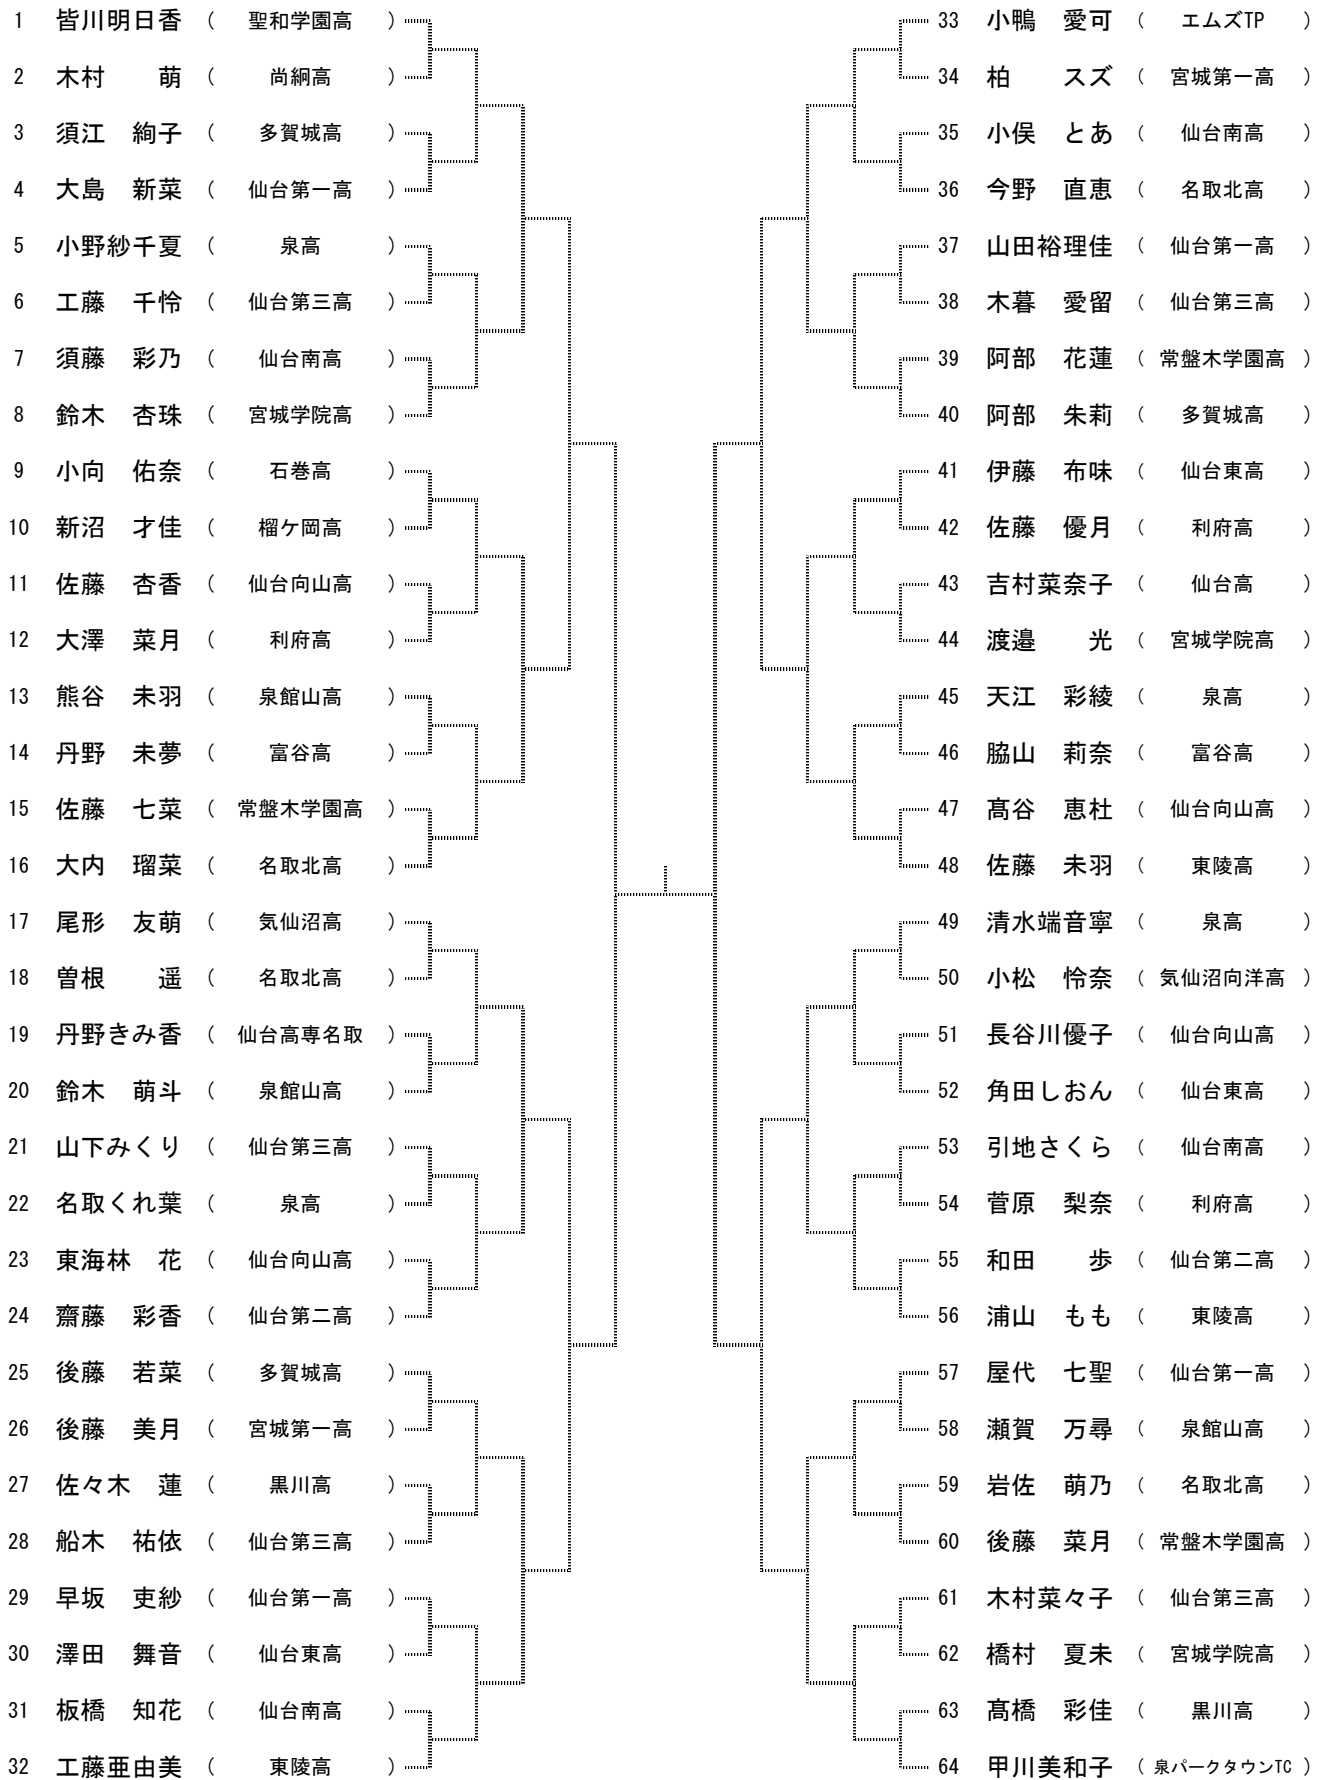 1 皆川明日香 ( 聖和学園高 )
2 木村　萌 ( 尚絅高 )
3 須江　絢子 ( 多賀城高 )
4 大島　新菜 ( 仙台第一高 )
5 小野紗千夏 ( 泉高 )
6 工藤　千怜 ( 仙台第三高 )
7 須藤　彩乃 ( 仙台南高 )
8 鈴木　杏珠 ( 宮城学院高 )
9 小向　佑奈 ( 石巻高 )
10 新沼　才佳 ( 榴ケ岡高 )
11 佐藤　杏香 ( 仙台向山高 )
12 大澤　菜月 ( 利府高 )
13 熊谷　未羽 ( 泉館山高 )
14 丹野　未夢 ( 富谷高 )
15 佐藤　七菜 ( 常盤木学園高 )
16 大内　瑠菜 ( 名取北高 )
17 尾形　友萌 ( 気仙沼高 )
18 曽根　遥 ( 名取北高 )
19 丹野きみ香 ( 仙台高専名取 )
20 鈴木　萌斗 ( 泉館山高 )
21 山下みくり ( 仙台第三高 )
22 名取くれ葉 ( 泉高 )
23 東海林　花 ( 仙台向山高 )
24 齋藤　彩香 ( 仙台第二高 )
25 後藤　若菜 ( 多賀城高 )
26 後藤　美月 ( 宮城第一高 )
27 佐々木　蓮 ( 黒川高 )
28 船木　祐依 ( 仙台第三高 )
29 早坂　吏紗 ( 仙台第一高 )
30 澤田　舞音 ( 仙台東高 )
31 板橋　知花 ( 仙台南高 )
32 工藤亜由美 ( 東陵高 )
33 小鴨　愛可 ( エムズTP )
34 柏　スズ ( 宮城第一高 )
35 小俣　とあ ( 仙台南高 )
36 今野　直恵 ( 名取北高 )
37 山田裕理佳 ( 仙台第一高 )
38 木暮　愛留 ( 仙台第三高 )
39 阿部　花蓮 ( 常盤木学園高 )
40 阿部　朱莉 ( 多賀城高 )
41 伊藤　布味 ( 仙台東高 )
42 佐藤　優月 ( 利府高 )
43 吉村菜奈子 ( 仙台高 )
44 渡邉　光 ( 宮城学院高 )
45 天江　彩綾 ( 泉高 )
46 脇山　莉奈 ( 富谷高 )
47 髙谷　恵杜 ( 仙台向山高 )
48 佐藤　未羽 ( 東陵高 )
49 清水端音寧 ( 泉高 )
50 小松　怜奈 ( 気仙沼向洋高 )
51 長谷川優子 ( 仙台向山高 )
52 角田しおん ( 仙台東高 )
53 引地さくら ( 仙台南高 )
54 菅原　梨奈 ( 利府高 )
55 和田　歩 ( 仙台第二高 )
56 浦山　もも ( 東陵高 )
57 屋代　七聖 ( 仙台第一高 )
58 瀬賀　万尋 ( 泉館山高 )
59 岩佐　萌乃 ( 名取北高 )
60 後藤　菜月 ( 常盤木学園高 )
61 木村菜々子 ( 仙台第三高 )
62 橋村　夏未 ( 宮城学院高 )
63 髙橋　彩佳 ( 黒川高 )
64 甲川美和子 ( 泉パークタウンTC )